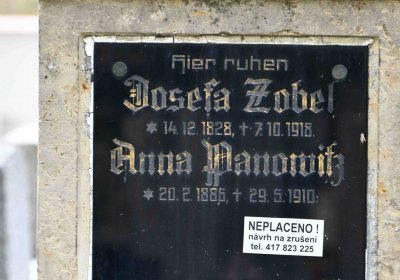 Hier ruhen
Josefa Zobel
✶ 14.12.1828, ✝ 7.10.1918.
Anna Panowitz
✶ 20.2.1886, ✝ 29.5.1910.
NEPLACENO !
návrh na zrušení
tel. 417 823 225